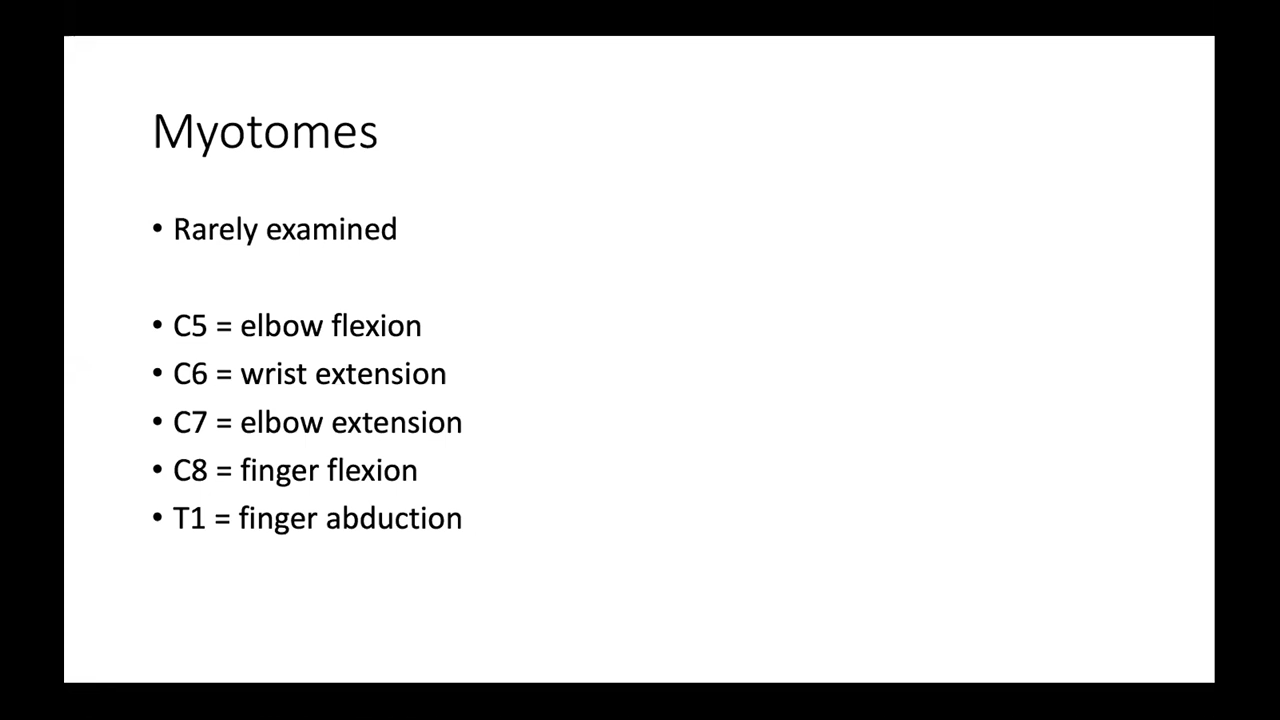 Myotomes
• Rarely examined
• C5 = elbow flexion
• C6 = wrist extension
• C7 = elbow extension
• C8 = finger flexion
• T1 = finger abduction